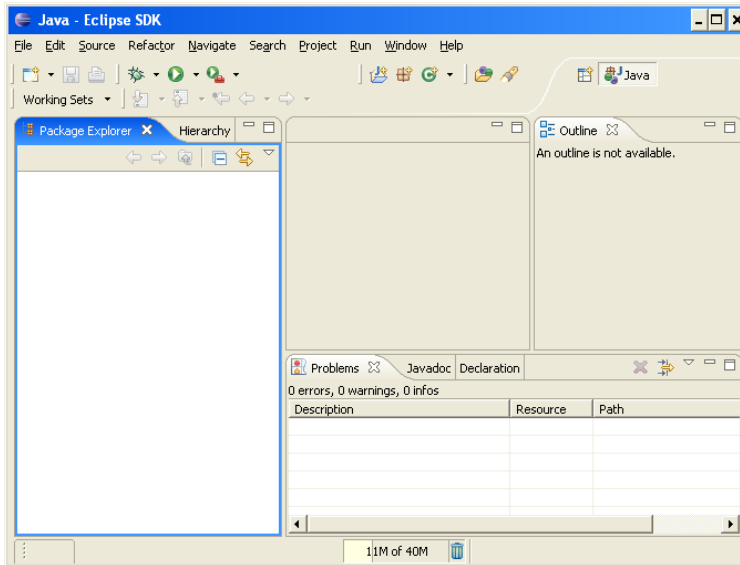 Java - Eclipse SDK
File Edit Source Refactor Navigate Search Project Run Window Help
Java
Working Sets
Package Explorer Hierarchy
Outline
An outline is not available.
Problems Javadoc Declaration
0 errors, 0 warnings, 0 infos
Description Resource Path
11M of 40M